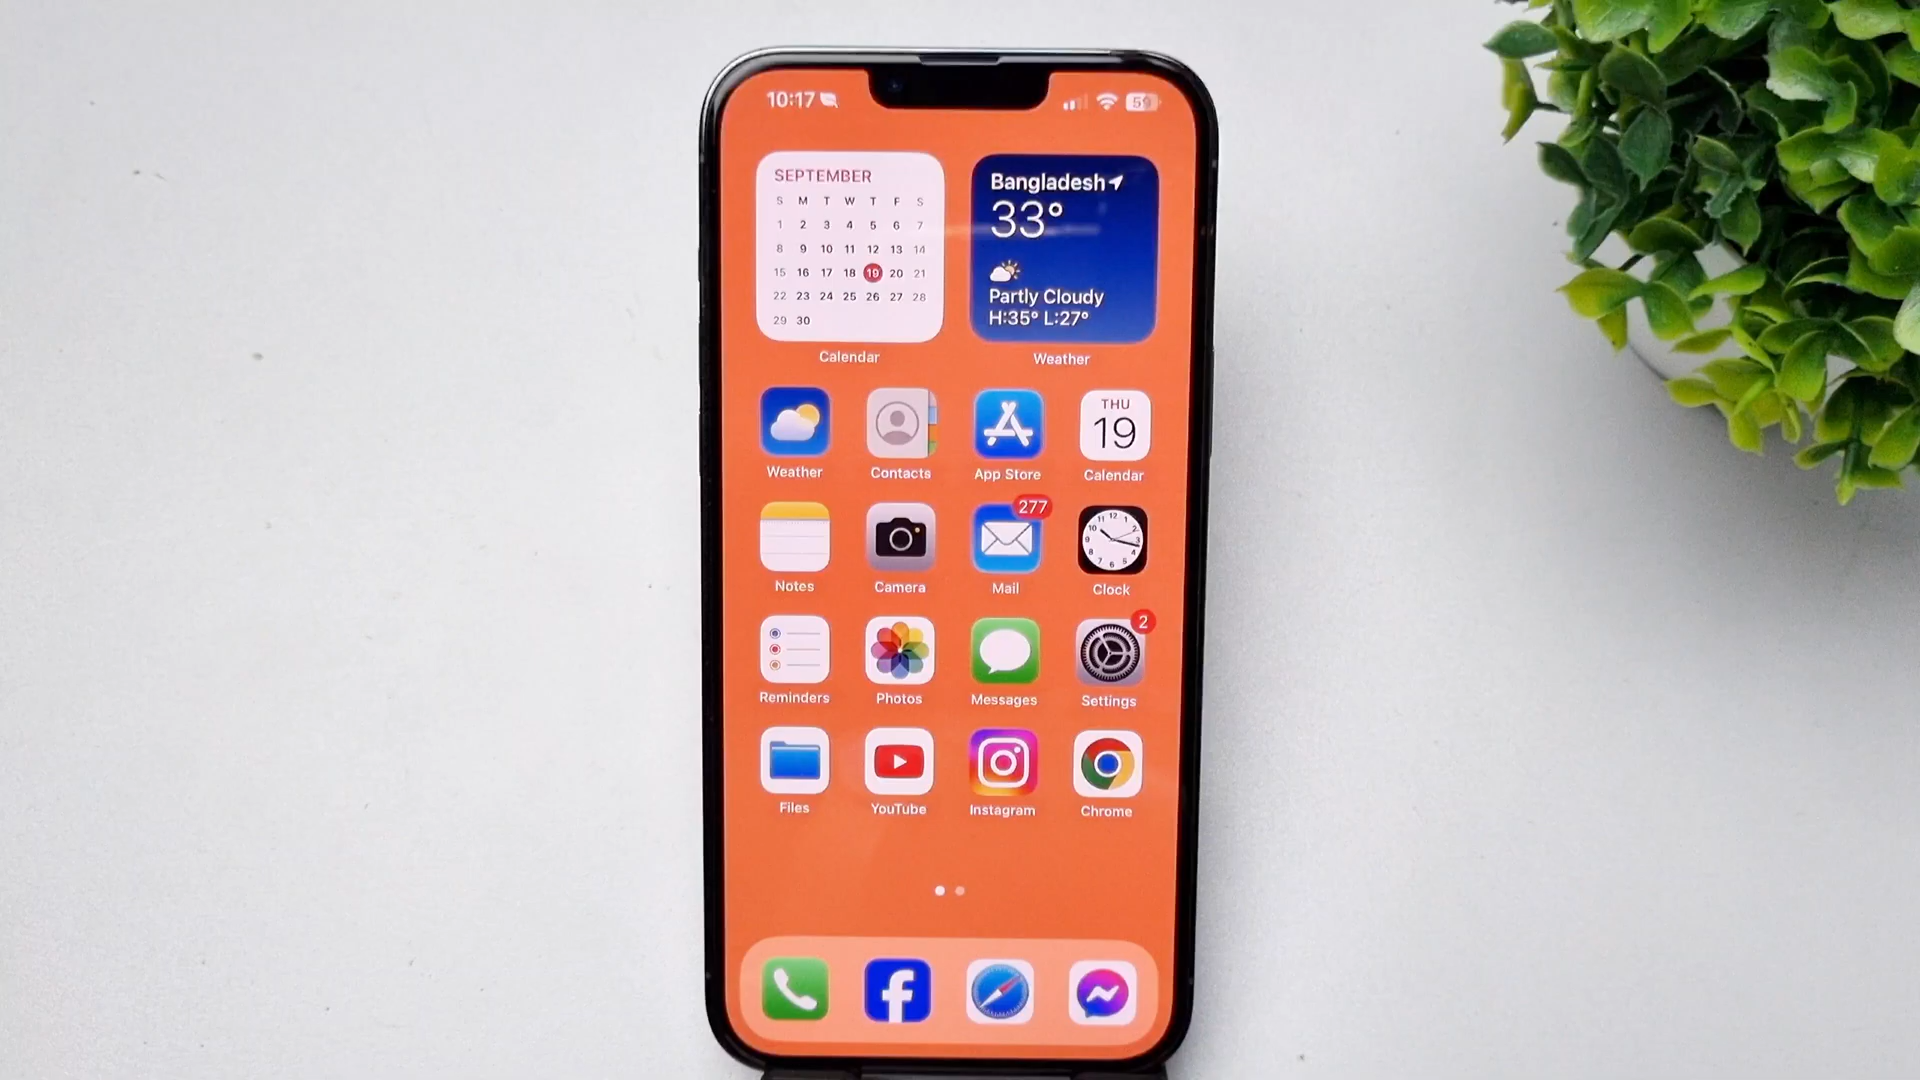 10:17
59
SEPTEMBER
S M T W T F S
1 2 3 4 5 6 7
8 9 10 11 12 13 14
15 16 17 18 19 20 21
22 23 24 25 26 27 28
29 30
Calendar
Bangladesh
33°
Partly Cloudy
H:35° L:27°
Weather
THU
19
Weather Contacts App Store Calendar
277
Notes Camera Mail Clock
2
Reminders Photos Messages Settings
Files YouTube Instagram Chrome